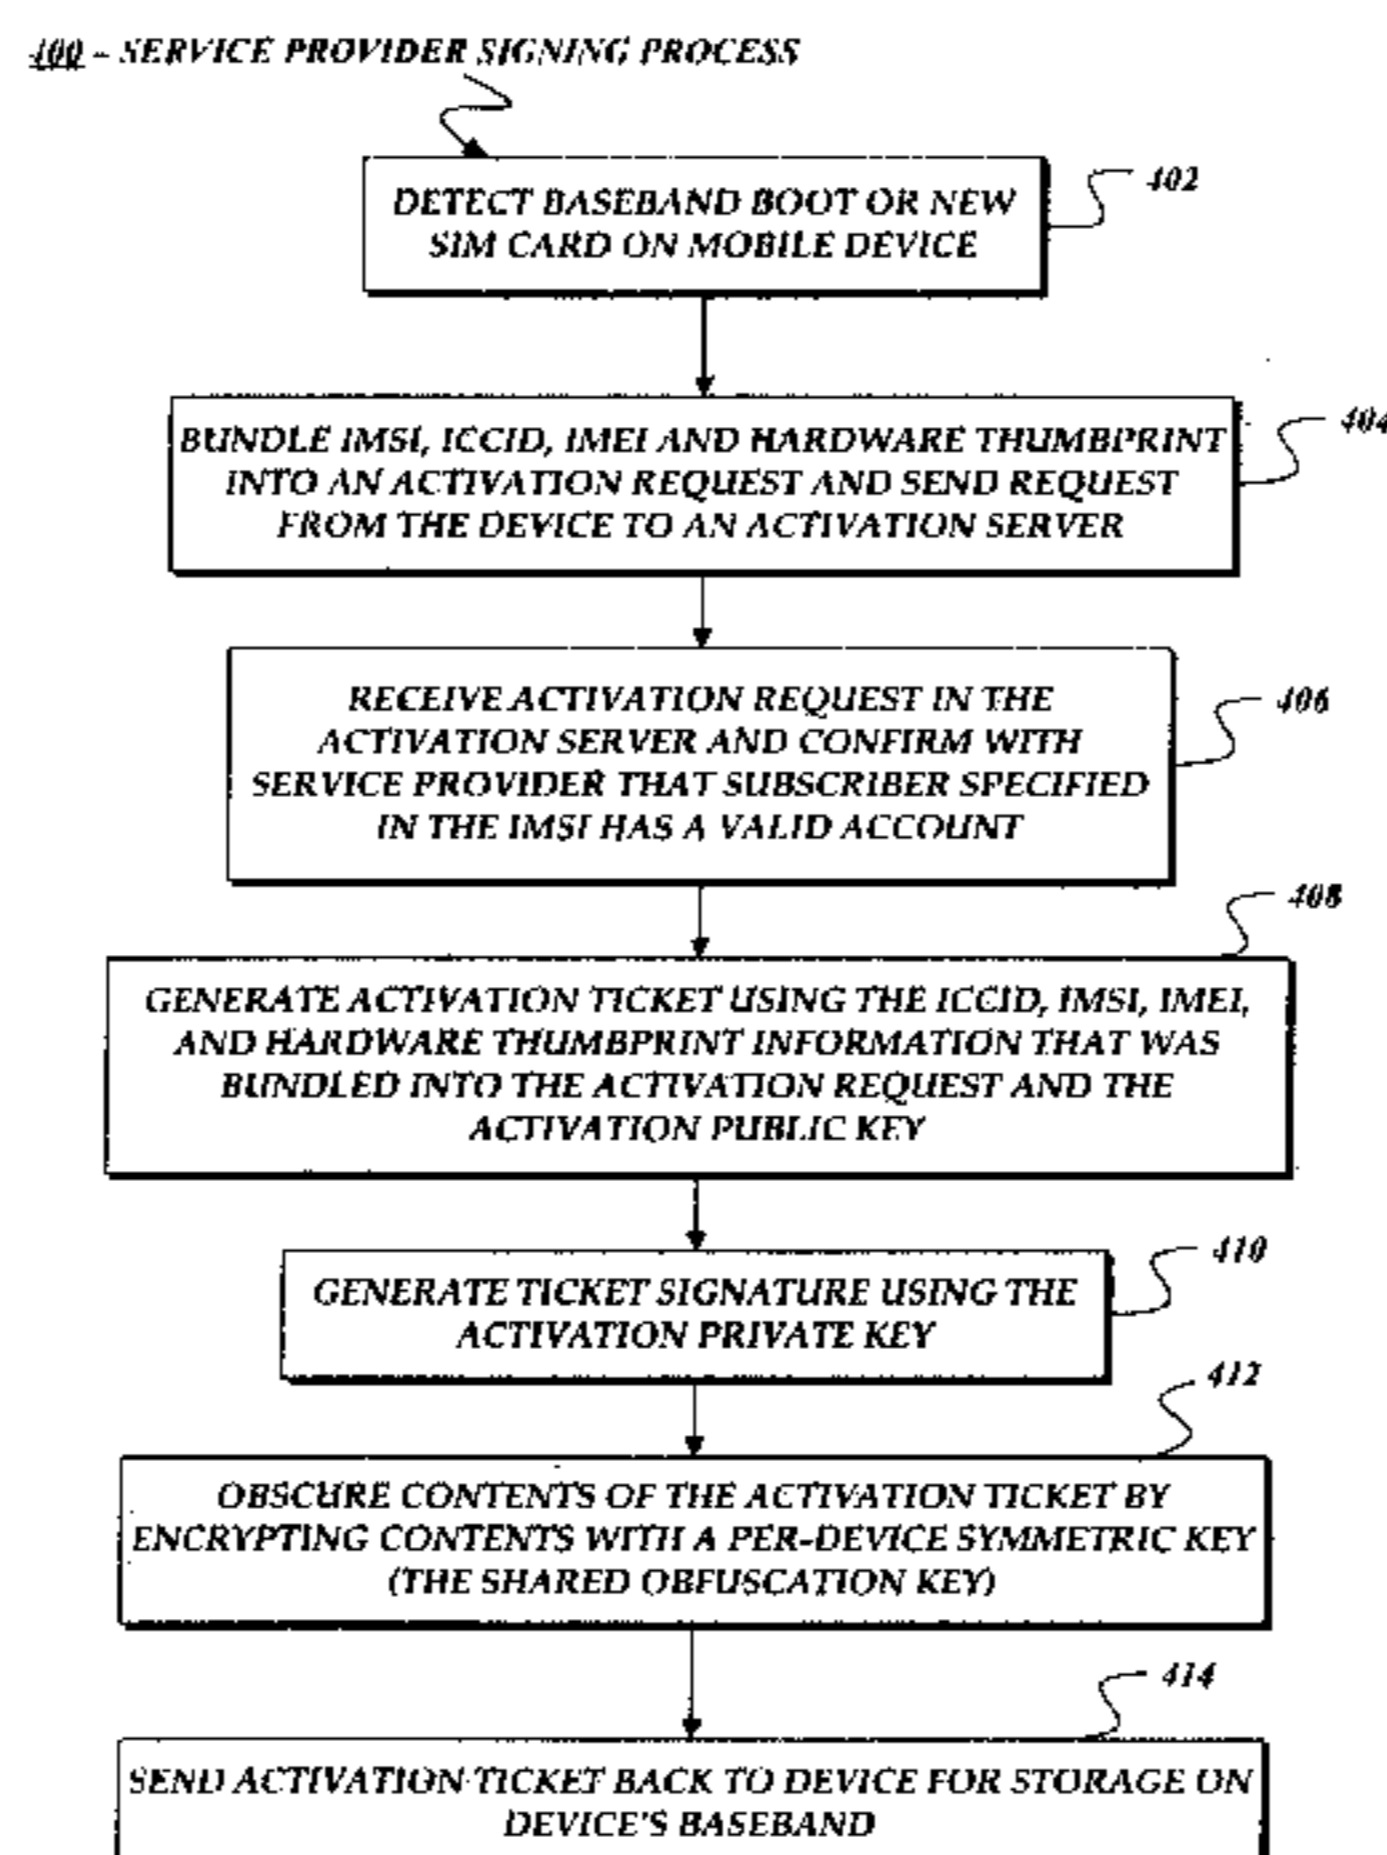 400 – SERVICE PROVIDER SIGNING PROCESS
402
DETECT BASEBAND BOOT OR NEW
SIM CARD ON MOBILE DEVICE
404
BUNDLE IMSI, ICCID, IMEI AND HARDWARE THUMBPRINT
INTO AN ACTIVATION REQUEST AND SEND REQUEST
FROM THE DEVICE TO AN ACTIVATION SERVER
406
RECEIVE ACTIVATION REQUEST IN THE
ACTIVATION SERVER AND CONFIRM WITH
SERVICE PROVIDER THAT SUBSCRIBER SPECIFIED
IN THE IMSI HAS A VALID ACCOUNT
408
GENERATE ACTIVATION TICKET USING THE ICCID, IMSI, IMEI,
AND HARDWARE THUMBPRINT INFORMATION THAT WAS
BUNDLED INTO THE ACTIVATION REQUEST AND THE
ACTIVATION PUBLIC KEY
410
GENERATE TICKET SIGNATURE USING THE
ACTIVATION PRIVATE KEY
412
OBSCURE CONTENTS OF THE ACTIVATION TICKET BY
ENCRYPTING CONTENTS WITH A PER-DEVICE SYMMETRIC KEY
(THE SHARED OBFUSCATION KEY)
414
SEND ACTIVATION TICKET BACK TO DEVICE FOR STORAGE ON
DEVICE'S BASEBAND